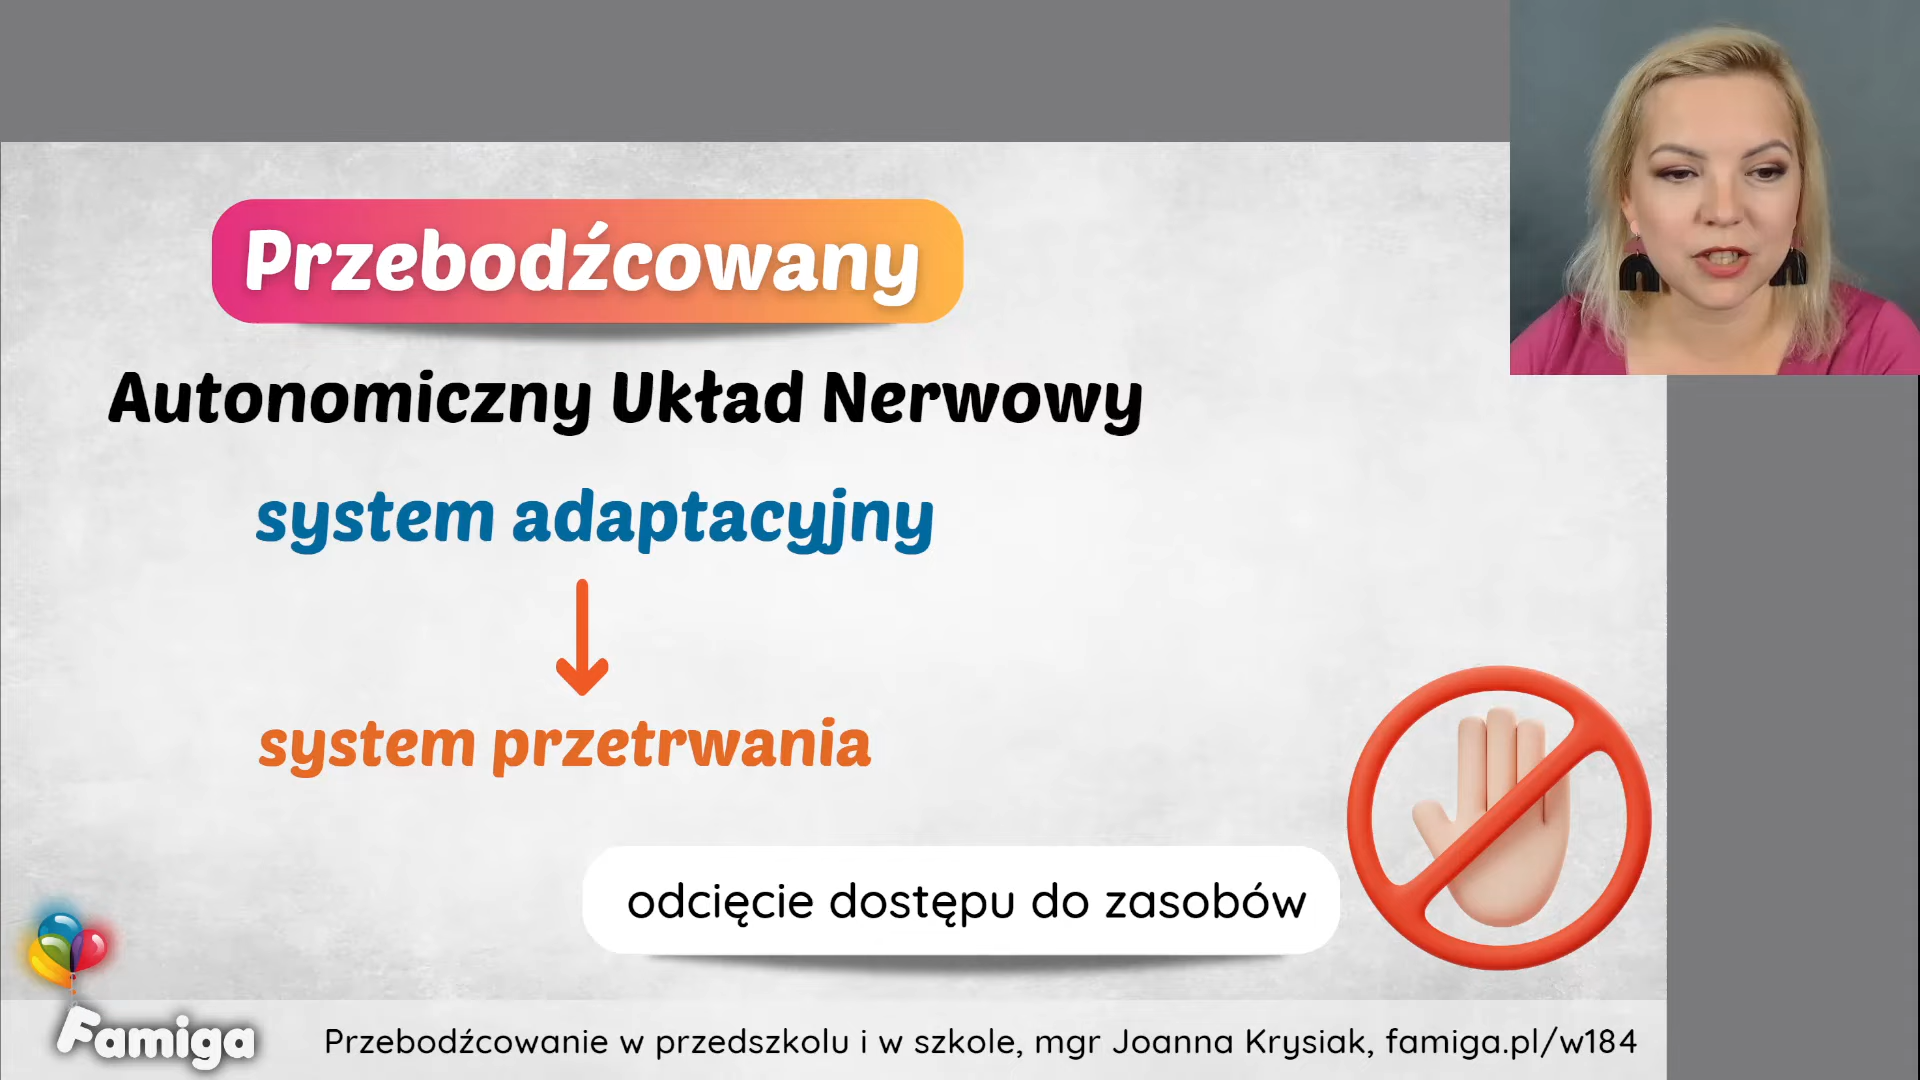 Przebodźcowany
Autonomiczny Układ Nerwowy
system adaptacyjny
system przetrwania
odcięcie dostępu do zasobów
Famiga
Przebodźcowanie w przedszkolu i w szkole, mgr Joanna Krysiak, famiga.pl/w184